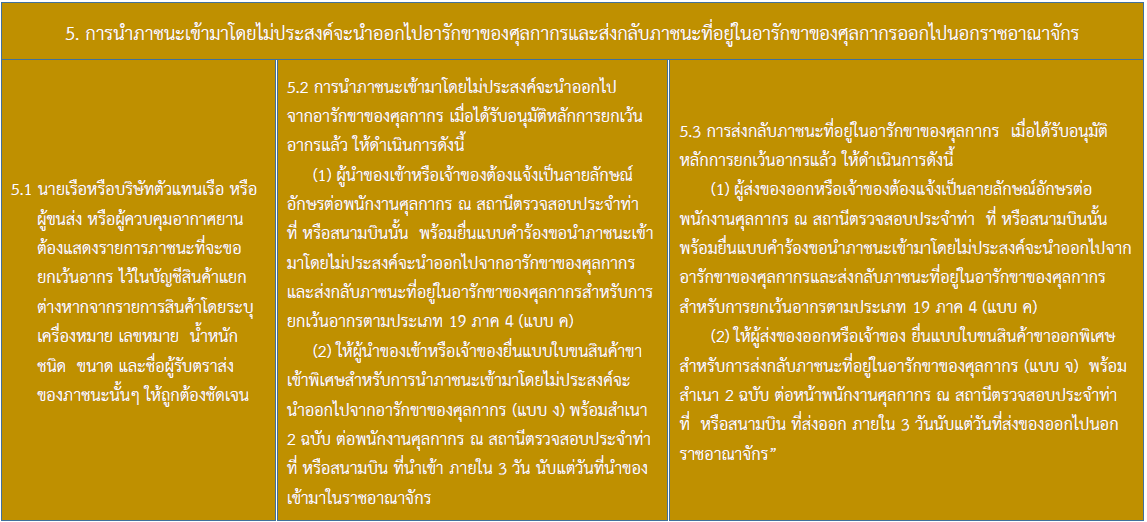 5. การนำภาชนะเข้ามาโดยไม่ประสงค์จะนำออกไปอารักขาของศุลกากรและส่งกลับภาชนะที่อยู่ในอารักขาของศุลกากรออกไปนอกราชอาณาจักร
5.1 นายเรือหรือบริษัทตัวแทนเรือ หรือ
ผู้ขนส่ง หรือผู้ควบคุมอากาศยาน
ต้องแสดงรายการภาชนะที่จะขอ
ยกเว้นอากร ไว้ในบัญชีสินค้าแยก
ต่างหากจากรายการสินค้าโดยระบุ
เครื่องหมาย เลขหมาย น้ำหนัก
ชนิด ขนาด และชื่อผู้รับตราส่ง
ของภาชนะนั้นๆ ให้ถูกต้องชัดเจน
5.2 การนำภาชนะเข้ามาโดยไม่ประสงค์จะนำออกไป
จากอารักขาของศุลกากร เมื่อได้รับอนุมัติหลักการยกเว้น
อากรแล้ว ให้ดำเนินการดังนี้
(1) ผู้นำของเข้าหรือเจ้าของต้องแจ้งเป็นลายลักษณ์
อักษรต่อพนักงานศุลกากร ณ สถานีตรวจสอบประจำท่า
ที่ หรือสนามบินนั้น พร้อมยื่นแบบคำร้องขอนำภาชนะเข้า
มาโดยไม่ประสงค์จะนำออกไปจากอารักขาของศุลกากร
และส่งกลับภาชนะที่อยู่ในอารักขาของศุลกากรสำหรับการ
ยกเว้นอากรตามประเภท 19 ภาค 4 (แบบ ค)
(2) ให้ผู้นำของเข้าหรือเจ้าของยื่นแบบใบขนสินค้าขา
เข้าพิเศษสำหรับการนำภาชนะเข้ามาโดยไม่ประสงค์จะ
นำออกไปจากอารักขาของศุลกากร (แบบ ง) พร้อมสำเนา
2 ฉบับ ต่อพนักงานศุลกากร ณ สถานีตรวจสอบประจำท่า
ที่ หรือสนามบิน ที่นำเข้า ภายใน 3 วัน นับแต่วันที่นำของ
เข้ามาในราชอาณาจักร
5.3 การส่งกลับภาชนะที่อยู่ในอารักขาของศุลกากร เมื่อได้รับอนุมัติ
หลักการยกเว้นอากรแล้ว ให้ดำเนินการดังนี้
(1) ผู้ส่งของออกหรือเจ้าของต้องแจ้งเป็นลายลักษณ์อักษรต่อ
พนักงานศุลกากร ณ สถานีตรวจสอบประจำท่า ที่ หรือสนามบินนั้น
พร้อมยื่นแบบคำร้องขอนำภาชนะเข้ามาโดยไม่ประสงค์จะนำออกไปจาก
อารักขาของศุลกากรและส่งกลับภาชนะที่อยู่ในอารักขาของศุลกากร
สำหรับการยกเว้นอากรตามประเภท 19 ภาค 4 (แบบ ค)
(2) ให้ผู้ส่งของออกหรือเจ้าของ ยื่นแบบใบขนสินค้าขาออกพิเศษ
สำหรับการส่งกลับภาชนะที่อยู่ในอารักขาของศุลกากร (แบบ จ) พร้อม
สำเนา 2 ฉบับ ต่อหน้าพนักงานศุลกากร ณ สถานีตรวจสอบประจำท่า
ที่ หรือสนามบิน ที่ส่งออก ภายใน 3 วันนับแต่วันที่ส่งของออกไปนอก
ราชอาณาจักร”